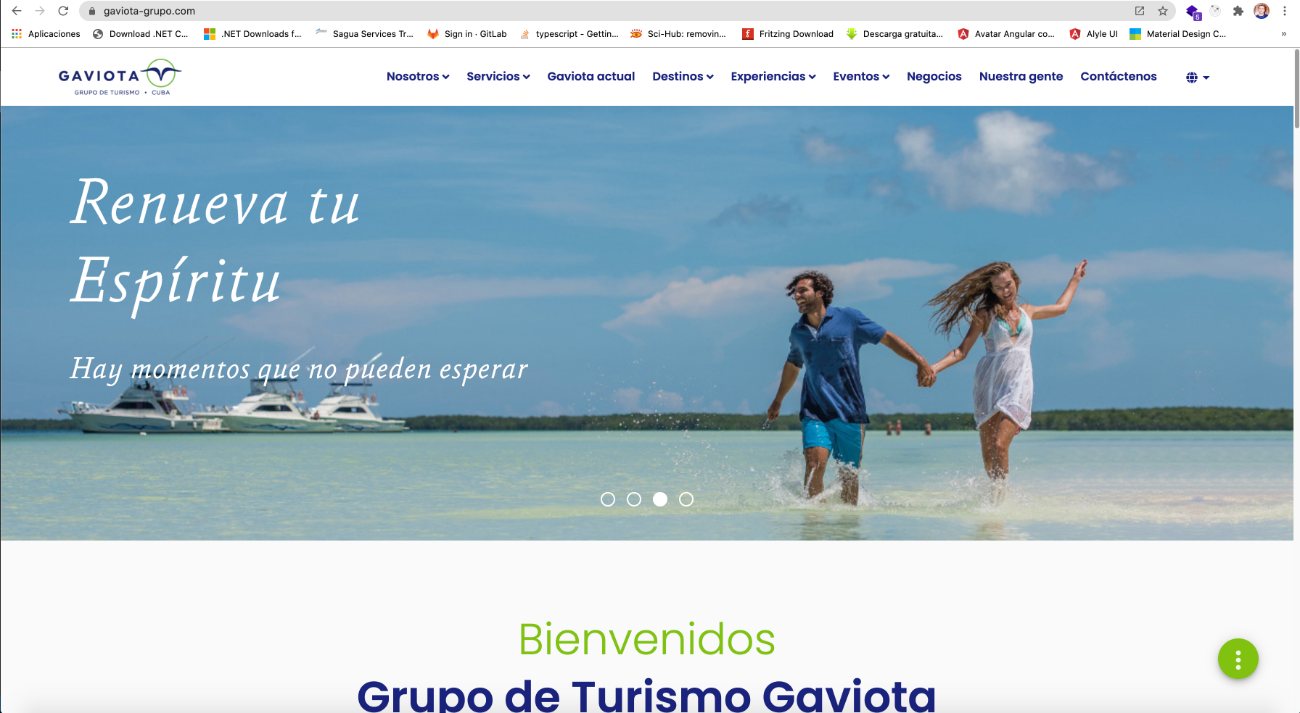 gaviota-grupo.com
8
Aplicaciones Download .NET C... .NET Downloads f... Sagua Services Tr... Sign in · GitLab typescript - Gettin... Sci-Hub: removin... Fritzing Download Descarga gratuita... Avatar Angular co... Alyle UI Material Design C... »
GAVIOTA
GRUPO DE TURISMO • CUBA
Nosotros Servicios Gaviota actual Destinos Experiencias Eventos Negocios Nuestra gente Contáctenos
Renueva tu
Espíritu
Hay momentos que no pueden esperar
Bienvenidos
Grupo de Turismo Gaviota